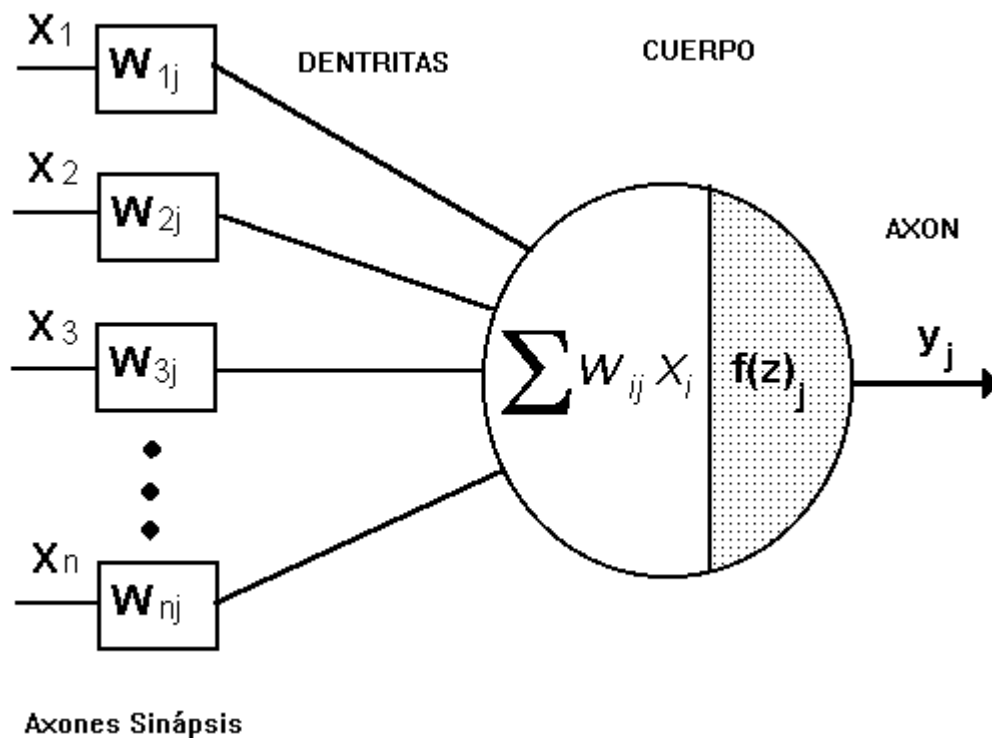 X1
W1j
DENTRITAS
CUERPO
X2
W2j
AXON
X3
W3j
∑ Wij Xi
f(z)j
yj
Xn
Wnj
Axones Sinápsis